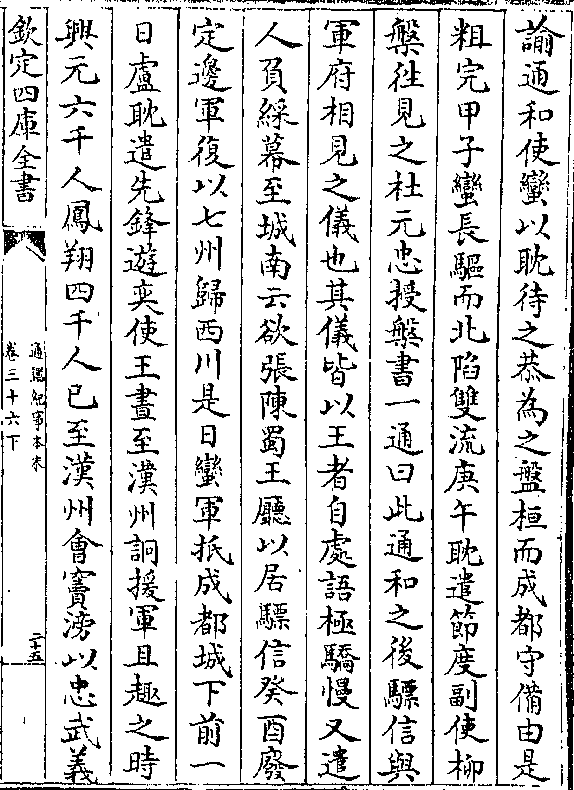 諭通和使蠻以耽待之恭為之盤桓而成都守備由是
粗完甲子蠻長驅而北陷雙流庚午耽遣節度副使柳
槃徃見之杜元忠授槃書一通曰此通和之後驃信與
軍府相見之儀也其儀皆以王者自處語極驕慢又遣
人負綵幕至城南云欲張陳蜀王廳以居驃信癸酉廢
定邊軍復以七州歸西川是日蠻軍抵成都城下前一
日盧耽遣先鋒遊奕使王晝至漢州詗援軍且趣之時
興元六千人鳳翔四千人已至漢州會竇滂以忠武義
欽定四庫全書
通鑑紀事本末
卷三十六下
二十五